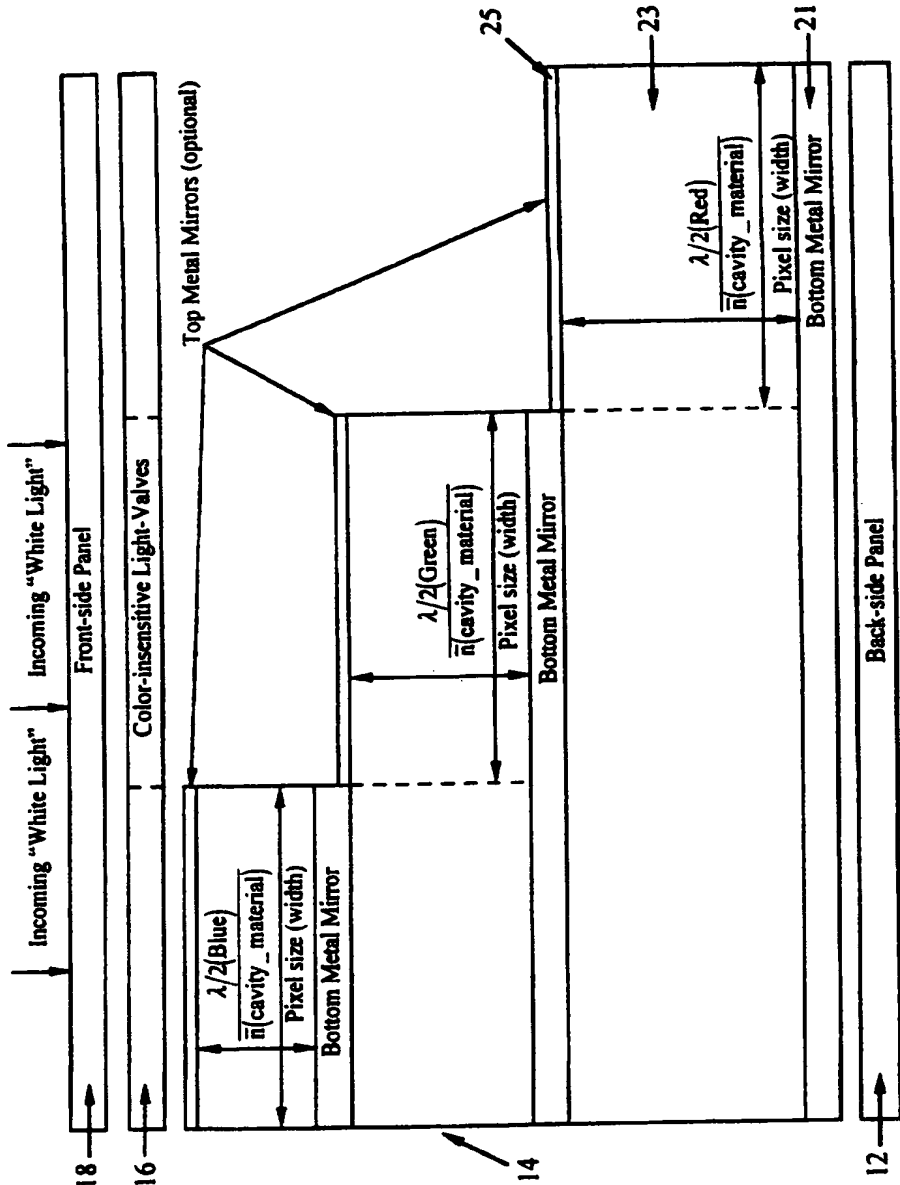 Incoming “White Light”
Incoming “White Light”
18
Front-side Panel
16
Color-insensitive Light-Valves
Top Metal Mirrors (optional)
λ/2(Blue)
n̄(cavity_material)
Pixel size (width)
Bottom Metal Mirror
λ/2(Green)
n̄(cavity_material)
Pixel size (width)
Bottom Metal Mirror
25
23
λ/2(Red)
n̄(cavity_material)
Pixel size (width)
Bottom Metal Mirror
21
14
12
Back-side Panel